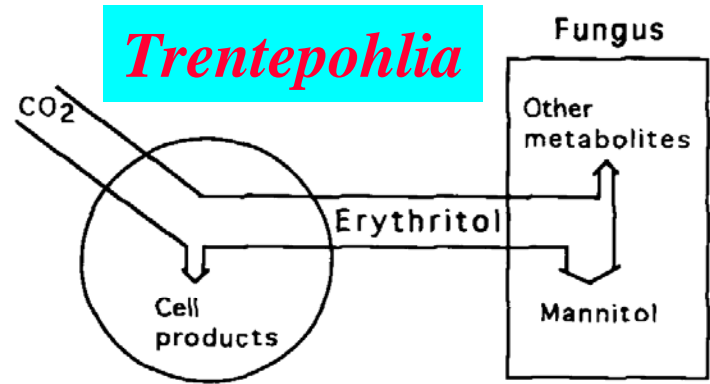 Trentepohlia
Fungus
CO2
Other
metabolites
Erythritol
Cell
products
Mannitol